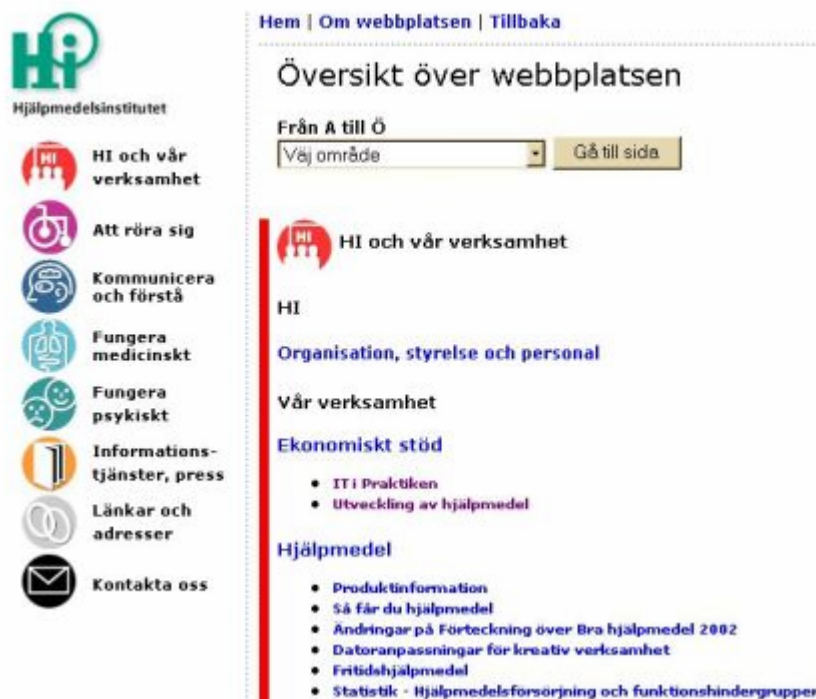 Hi
Hjälpmedelsinstitutet
HI och vår
verksamhet
Att röra sig
Kommunicera
och förstå
Fungera
medicinskt
Fungera
psykiskt
Informations-
tjänster, press
Länkar och
adresser
Kontakta oss
Hem | Om webbplatsen | Tillbaka
Översikt över webbplatsen
Från A till Ö
Väj område
Gå till sida
HI och vår verksamhet
HI
Organisation, styrelse och personal
Vår verksamhet
Ekonomiskt stöd
IT i Praktiken
Utveckling av hjälpmedel
Hjälpmedel
Produktinformation
Så får du hjälpmedel
Ändringar på Förteckning över Bra hjälpmedel 2002
Datoranpassningar för kreativ verksamhet
Fritidshjälpmedel
Statistik - Hjälpmedelsförsörjning och funktionshindergrupper